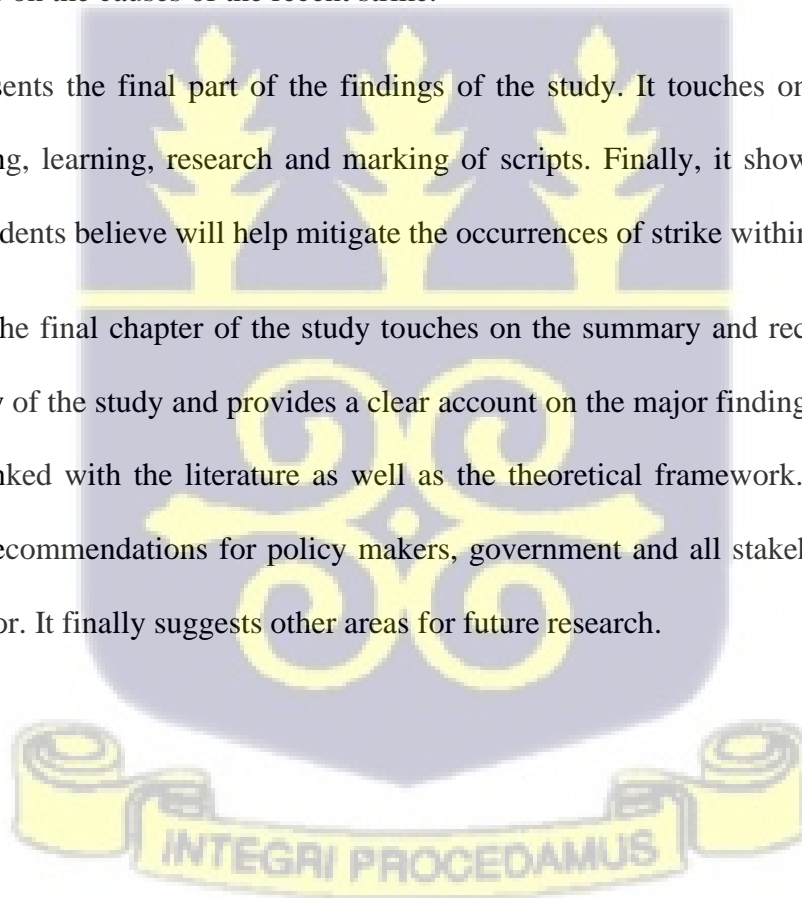 on the causes of the recent strike.
sents the final part of the findings of the study. It touches on
ng, learning, research and marking of scripts. Finally, it show
dents believe will help mitigate the occurrences of strike within
he final chapter of the study touches on the summary and rec
of the study and provides a clear account on the major finding
nked with the literature as well as the theoretical framework.
ecommendations for policy makers, government and all stakel
or. It finally suggests other areas for future research.
INTEGRI PROCEDAMUS